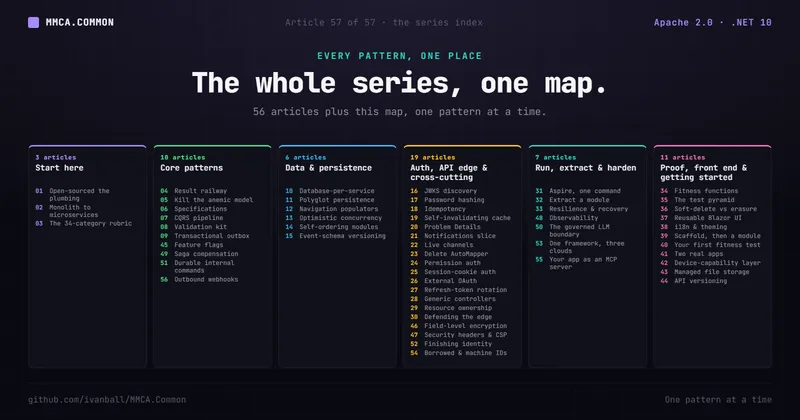 MMCA.COMMON
Article 57 of 57 · the series index
Apache 2.0 · .NET 10
EVERY PATTERN, ONE PLACE
The whole series, one map.
56 articles plus this map, one pattern at a time.
3 articles
Start here
01 Open-sourced the
plumbing
02 Monolith to
microservices
03 The 34-category rubric
10 articles
Core patterns
04 Result railway
05 Kill the anemic model
06 Specifications
07 CQRS pipeline
08 Validation kit
09 Transactional outbox
45 Feature flags
49 Saga compensation
51 Durable internal
commands
56 Outbound webhooks
6 articles
Data & persistence
10 Database-per-service
11 Polyglot persistence
12 Navigation populators
13 Optimistic concurrency
14 Self-ordering modules
15 Event-schema versioning
19 articles
Auth, API edge &
cross-cutting
16 JWKS discovery
17 Password hashing
18 Idempotency
19 Self-invalidating cache
20 Problem Details
21 Notifications slice
22 Live channels
23 Delete AutoMapper
24 Permission auth
25 Session-cookie auth
26 External OAuth
27 Refresh-token rotation
28 Generic controllers
29 Resource ownership
30 Defending the edge
46 Field-level encryption
47 Security headers & CSP
52 Finishing identity
54 Borrowed & machine IDs
7 articles
Run, extract & harden
31 Aspire, one command
32 Extract a module
33 Resilience & recovery
48 Observability
50 The governed LLM
boundary
53 One framework, three
clouds
55 Your app as an MCP
server
11 articles
Proof, front end &
getting started
34 Fitness functions
35 The test pyramid
36 Soft-delete vs erasure
37 Reusable Blazor UI
38 i18n & theming
39 Scaffold, then a module
40 Your first fitness test
41 Two real apps
42 Device-capability layer
43 Managed file storage
44 API versioning
github.com/ivanball/MMCA.Common
One pattern at a time